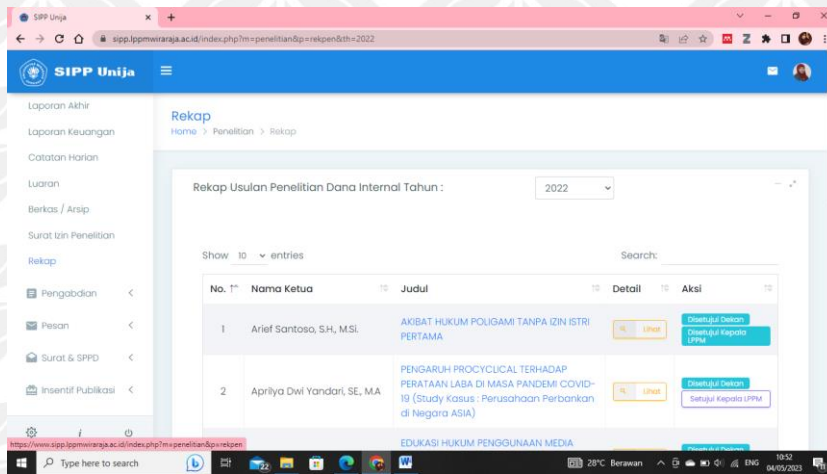 SIPP Unija
sipp.lppmwiraraja.ac.id/index.php?m=penelitian&p=rekpen&th=2022
SIPP Unija
Laporan Akhir
Laporan Keuangan
Catatan Harian
Luaran
Berkas / Arsip
Surat Izin Penelitian
Rekap
Pengabdian
Pesan
Surat & SPPD
Insentif Publikasi
Rekap
Home > Penelitian > Rekap
Rekap Usulan Penelitian Dana Internal Tahun : 2022
Show 10 entries
Search:
No. Nama Ketua Judul Detail Aksi
1 Arief Santoso, S.H., M.Si.
AKIBAT HUKUM POLIGAMI TANPA IZIN ISTRI
PERTAMA
Lihat
Disetujui Dekan
Disetujui Kepala
LPPM
2 Aprilya Dwi Yandari, SE., M.A
PENGARUH PROCYCLICAL TERHADAP
PERATAAN LABA DI MASA PANDEMI COVID-
19 (Study Kasus : Perusahaan Perbankan
di Negara ASIA)
Lihat
Disetujui Dekan
Setujui Kepala LPPM
EDUKASI HUKUM PENGGUNAAN MEDIA
Disetujui Dekan
https://www.sipp.lppmwiraraja.ac.id/index.php?m=penelitian&p=rekpen
Type here to search
22
28°C Berawan
ENG
10:52
04/05/2023